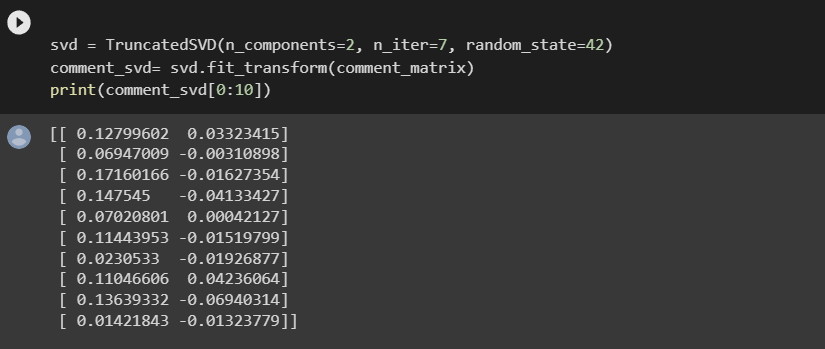 svd = TruncatedSVD(n_components=2, n_iter=7, random_state=42)
comment_svd= svd.fit_transform(comment_matrix)
print(comment_svd[0:10])
[[ 0.12799602  0.03323415]
 [ 0.06947009 -0.00310898]
 [ 0.17160166 -0.01627354]
 [ 0.147545   -0.04133427]
 [ 0.07020801  0.00042127]
 [ 0.11443953 -0.01519799]
 [ 0.0230533  -0.01926877]
 [ 0.11046606  0.04236064]
 [ 0.13639332 -0.06940314]
 [ 0.01421843 -0.01323779]]